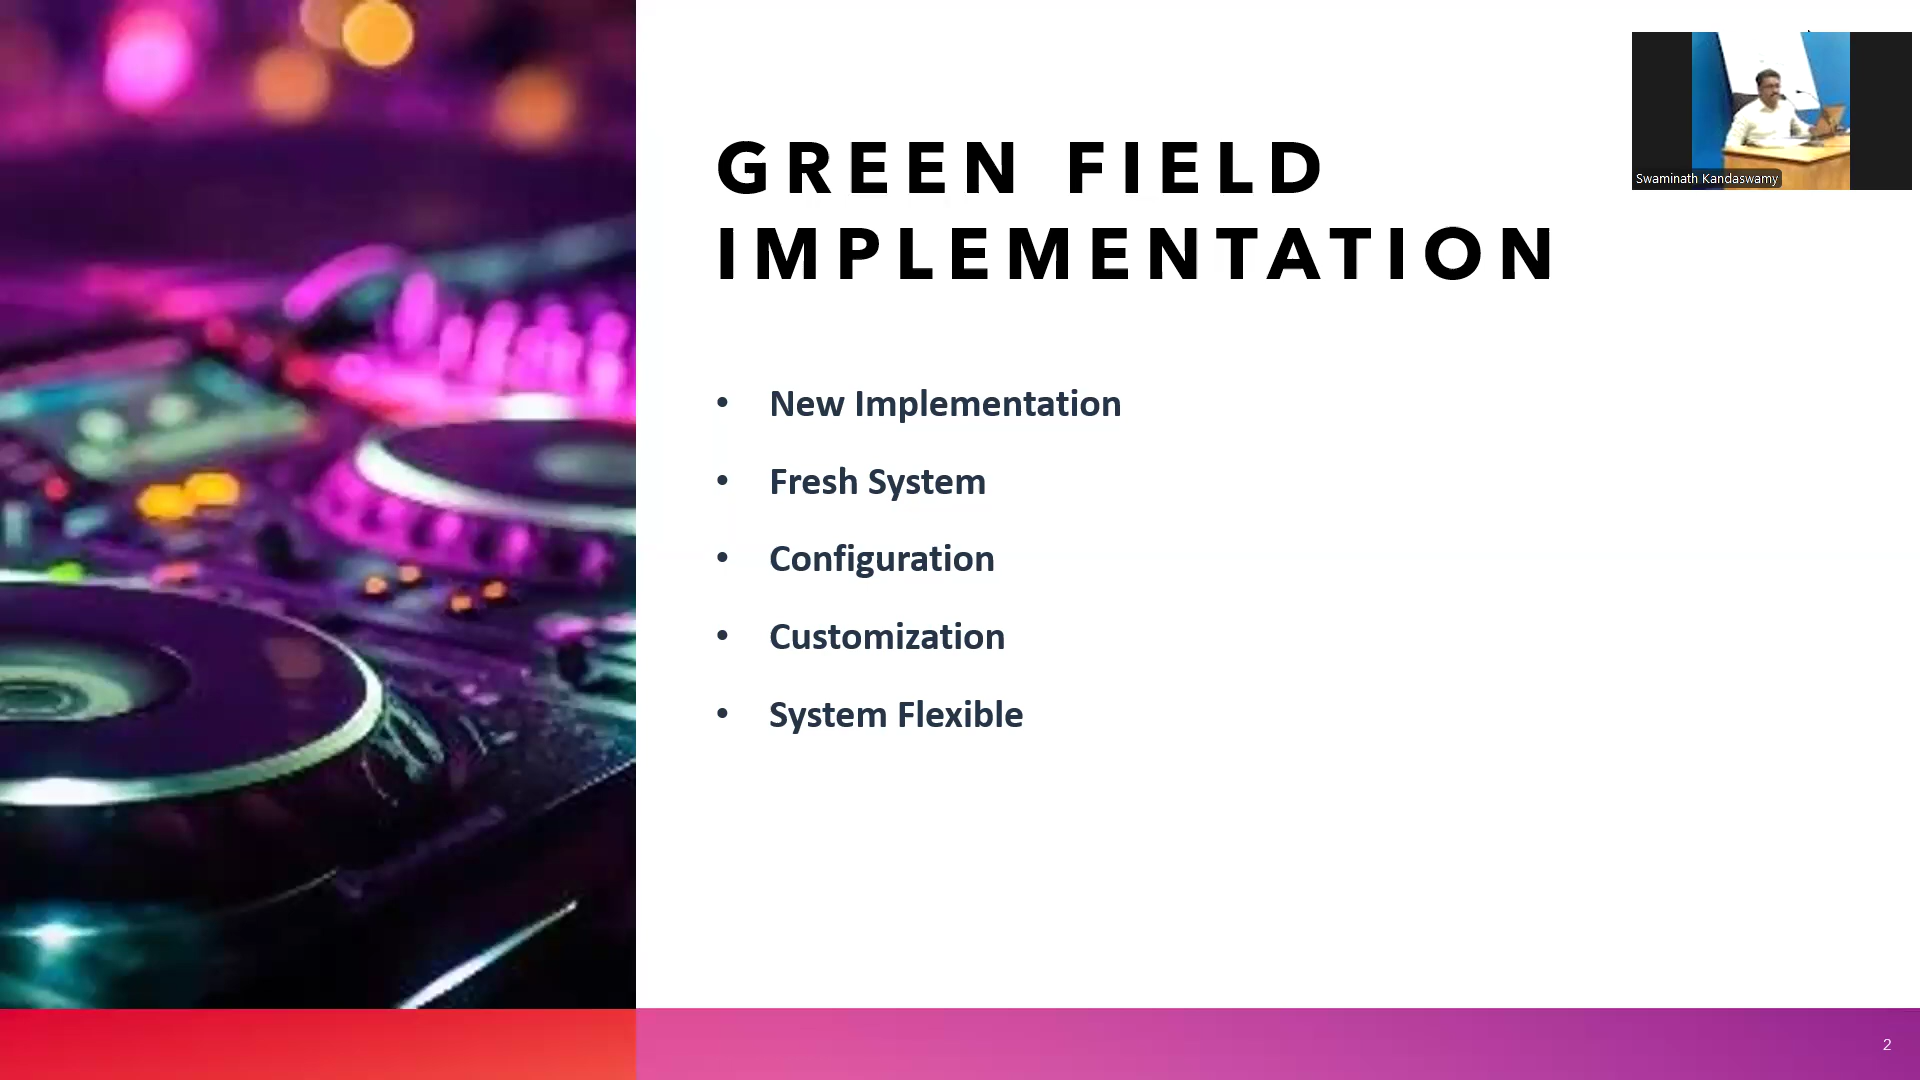 GREEN FIELD
IMPLEMENTATION
Swaminath Kandaswamy
• New Implementation
• Fresh System
• Configuration
• Customization
• System Flexible
2